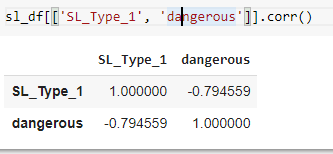 sl_df[['SL_Type_1', 'dangerous']].corr()
SL_Type_1 dangerous
SL_Type_1 1.000000 -0.794559
dangerous -0.794559 1.000000